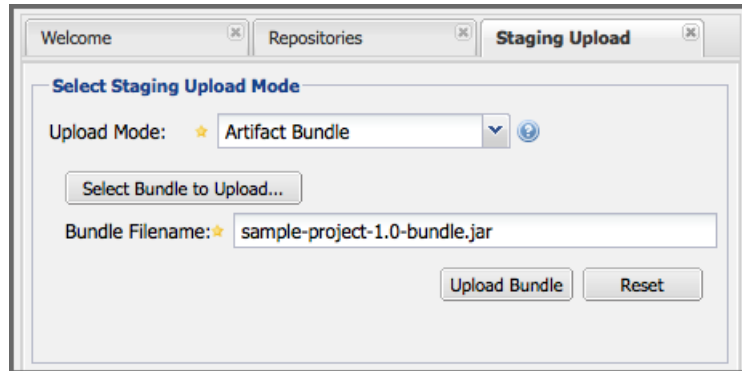 Welcome Repositories Staging Upload
Select Staging Upload Mode
Upload Mode: Artifact Bundle
Select Bundle to Upload...
Bundle Filename: sample-project-1.0-bundle.jar
Upload Bundle Reset